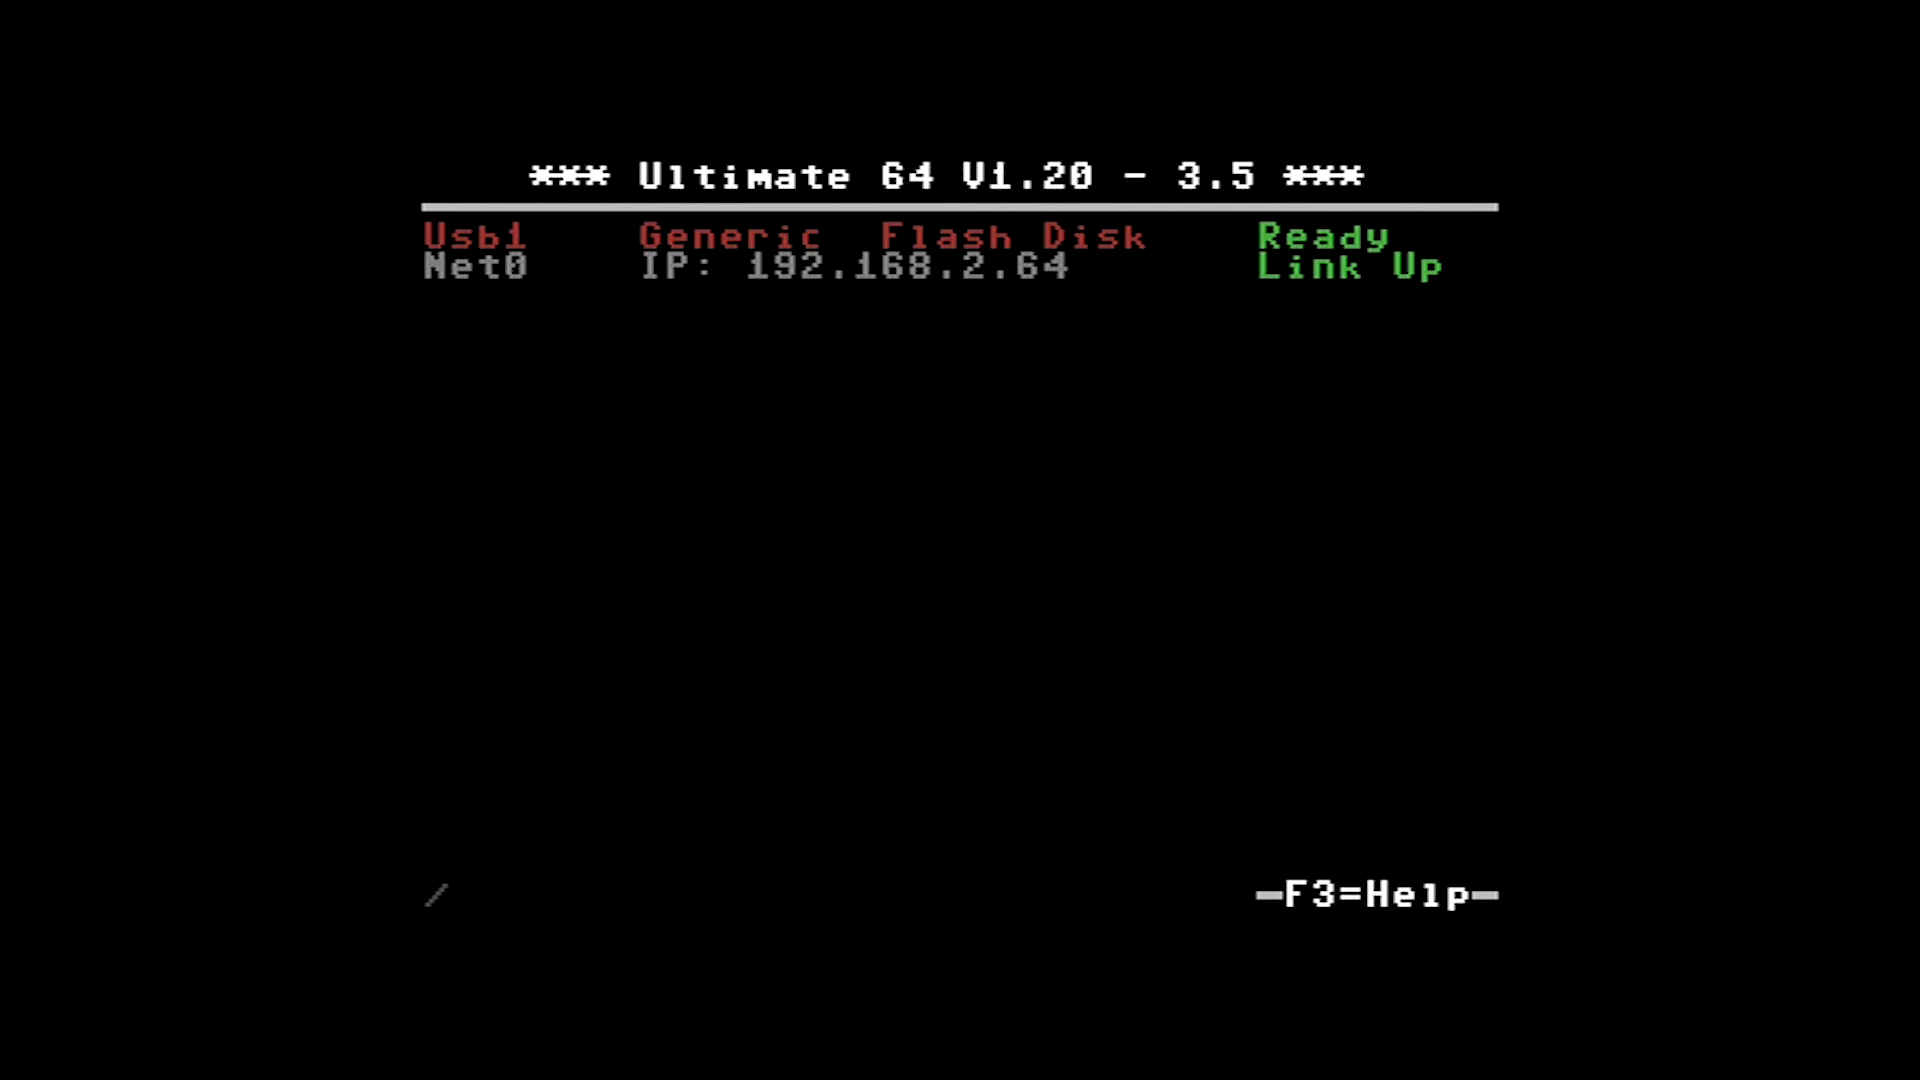 *** Ultimate 64 V1.20 - 3.5 ***
Usb1 Generic Flash Disk Ready
Net0 IP: 192.168.2.64 Link Up
/ F3=Help